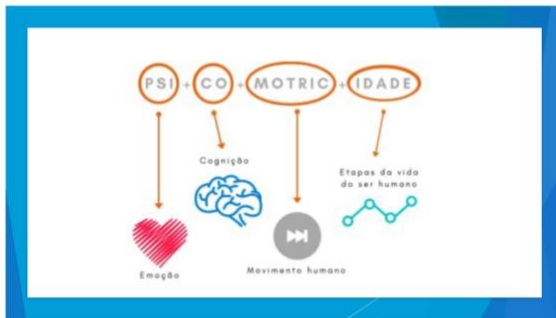 PSI + CO + MOTRIC + IDADE
Cognição
Etapas da vida
do ser humano
Emoção
Movimento humano